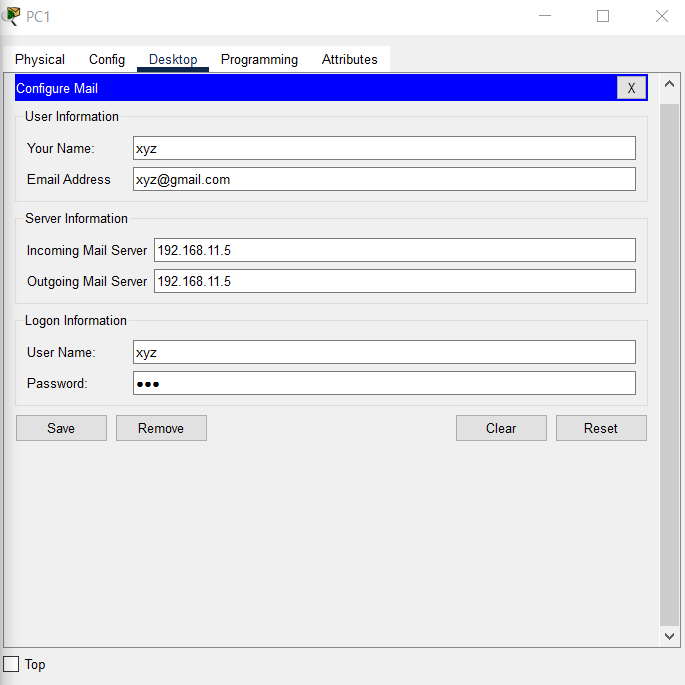 PC1
Physical Config Desktop Programming Attributes
Configure Mail X
User Information
Your Name: xyz
Email Address xyz@gmail.com
Server Information
Incoming Mail Server 192.168.11.5
Outgoing Mail Server 192.168.11.5
Logon Information
User Name: xyz
Password: ●●●
Save Remove Clear Reset
Top